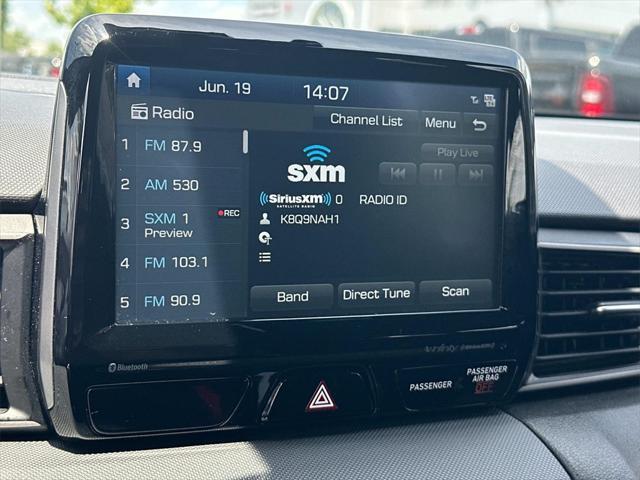 Jun. 19 14:07
Radio Channel List Menu
1 FM 87.9
2 AM 530
3 SXM 1 REC
Preview
4 FM 103.1
5 FM 90.9
Play Live
sxm
SiriusXM 0 RADIO ID
SATELLITE RADIO
K8Q9NAH1
Band Direct Tune Scan
Bluetooth
PASSENGER
PASSENGER
AIR BAG
OFF